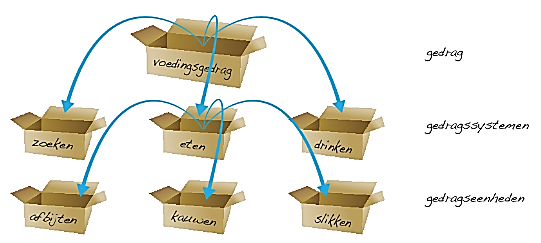 voedingsgedrag
gedrag
zoeken
eten
drinken
gedragssystemen
afbijten
kauwen
slikken
gedragseenheden